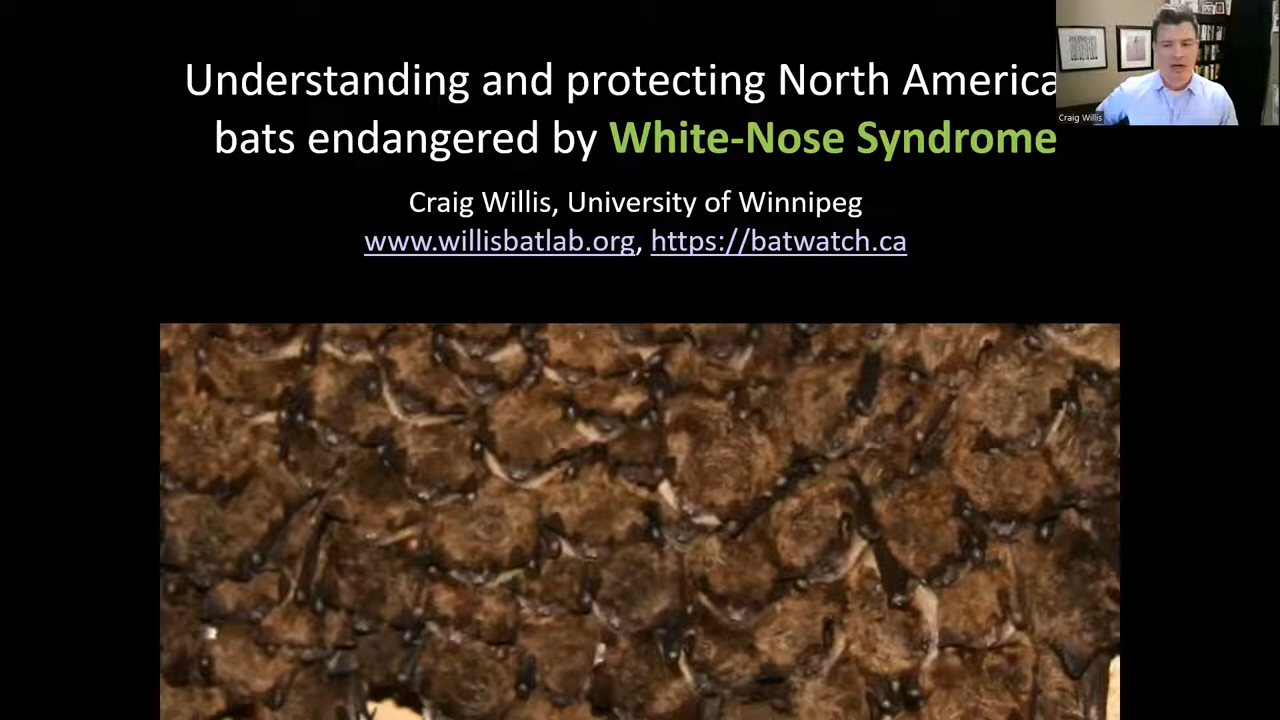 Understanding and protecting North America
bats endangered by White-Nose Syndrome
Craig Willis, University of Winnipeg
www.willisbatlab.org, https://batwatch.ca
Craig Willis